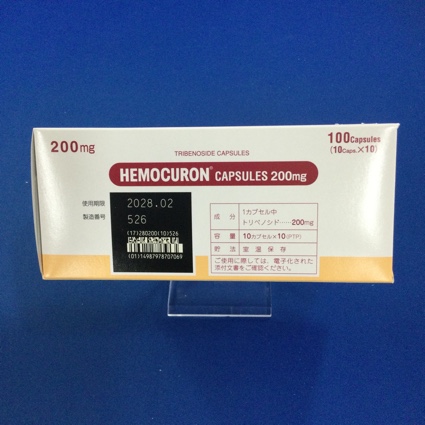 200mg
TRIBENOSIDE CAPSULES
100Capsules
(10Caps.×10)
HEMOCURON® CAPSULES 200mg
使用期限 2028.02
製造番号 526
(17)280200(10)526
(01)14987978707069
成分 1カプセル中
トリベノシド……200mg
容量 10カプセル×10(PTP)
貯法 室温保存
ご使用に際しては、電子化された
添付文書をご確認ください。